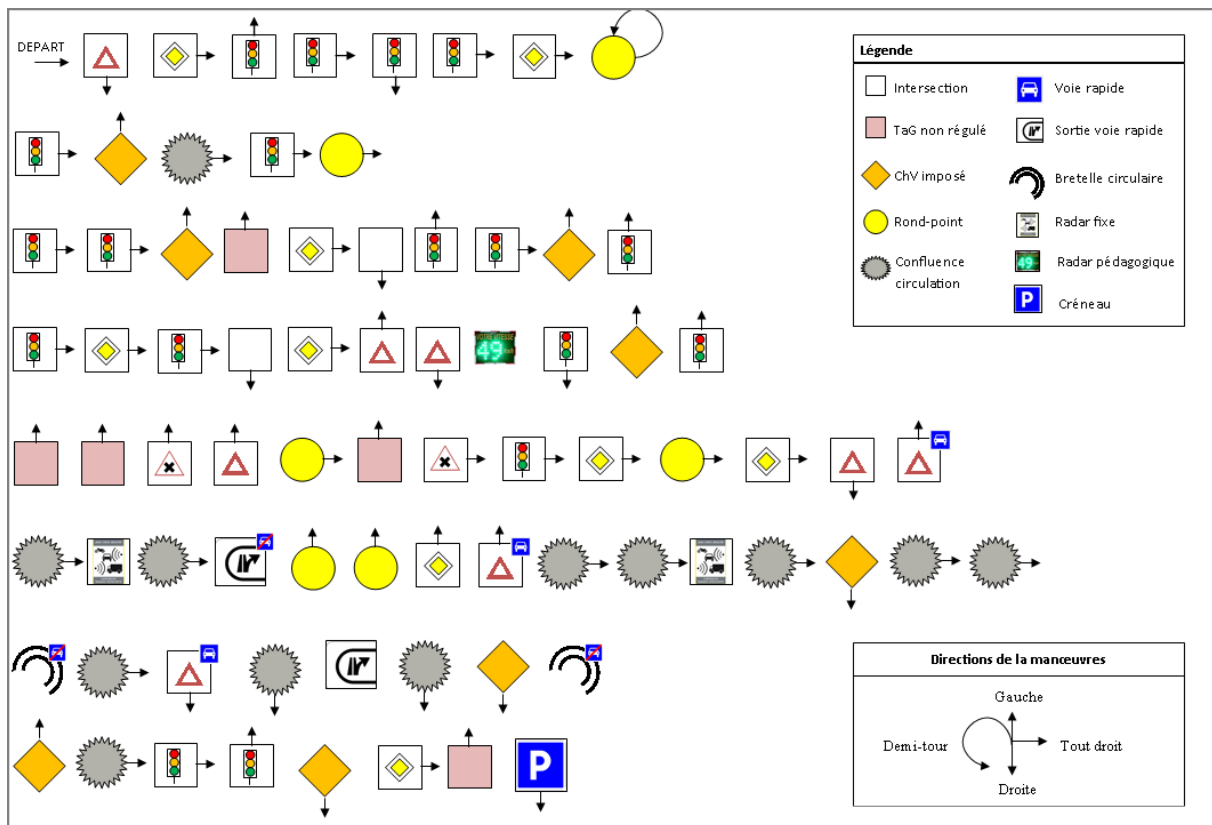 DEPART
Légende
Intersection
Voie rapide
TaG non régulé
Sortie voie rapide
ChV imposé
Bretelle circulaire
Rond-point
Radar fixe
Confluence
circulation
Radar pédagogique
49
P
Créneau
49
Directions de la manœuvres
Gauche
Demi-tour
Tout droit
Droite
P